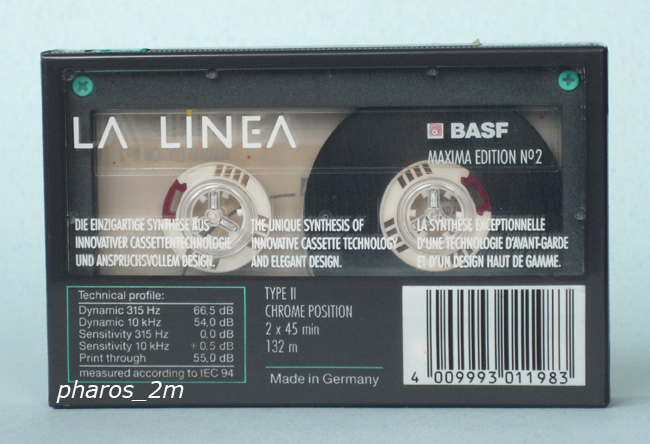 LA LINEA
BASF
MAXIMA EDITION Nº2
DIE EINZIGARTIGE SYNTHESE AUS
INNOVATIVER CASSETTENTECHNOLOGIE
UND ANSPRUCHSVOLLEM DESIGN.
THE UNIQUE SYNTHESIS OF
INNOVATIVE CASSETTE TECHNOLOGY
AND ELEGANT DESIGN.
LA SYNTHÈSE EXCEPTIONNELLE
D'UNE TECHNOLOGIE D'AVANT-GARDE
ET D'UN DESIGN HAUT DE GAMME.
Technical profile:
Dynamic 315 Hz 66,5 dB
Dynamic 10 kHz 54,0 dB
Sensitivity 315 Hz 0,0 dB
Sensitivity 10 kHz + 0,5 dB
Print through 55,0 dB
measured according to IEC 94
TYPE II
CHROME POSITION
2 x 45 min
132 m
Made in Germany
4 009993 011983
pharos_2m